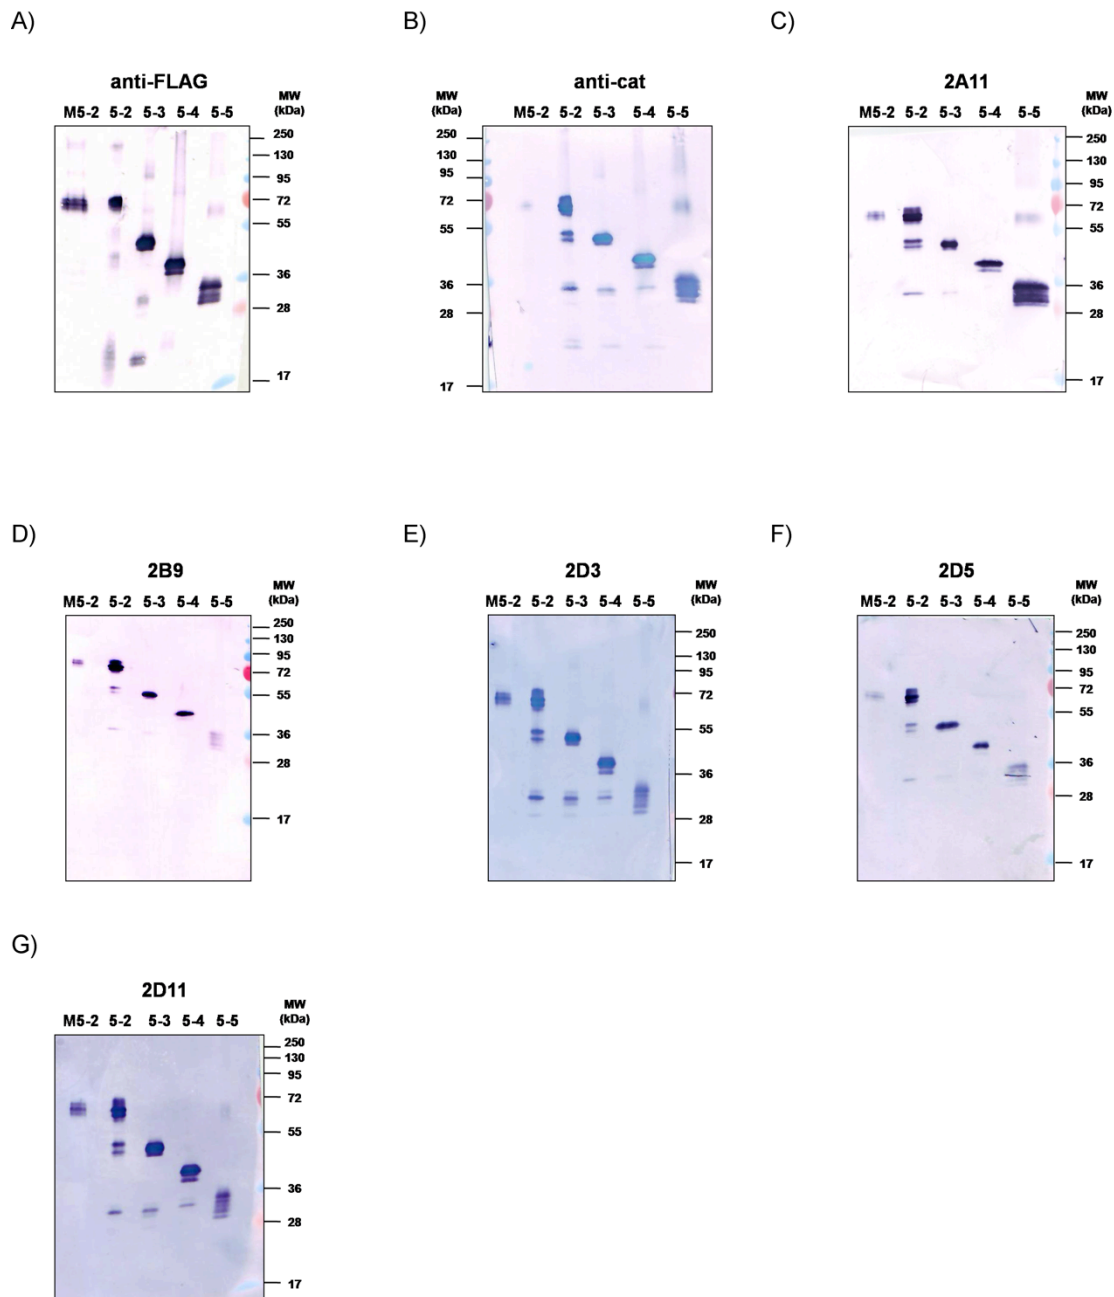 A)
anti-FLAG
MW
(kDa)
M5-2 5-2 5-3 5-4 5-5
250
130
95
72
55
36
28
17
B)
anti-cat
MW
(kDa)
M5-2 5-2 5-3 5-4 5-5
250
130
95
72
55
36
28
17
C)
2A11
MW
(kDa)
M5-2 5-2 5-3 5-4 5-5
250
130
95
72
55
36
28
17
D)
2B9
MW
(kDa)
M5-2 5-2 5-3 5-4 5-5
250
130
95
72
55
36
28
17
E)
2D3
MW
(kDa)
M5-2 5-2 5-3 5-4 5-5
250
130
95
72
55
36
28
17
F)
2D5
MW
(kDa)
M5-2 5-2 5-3 5-4 5-5
250
130
95
72
55
36
28
17
G)
2D11
MW
(kDa)
M5-2 5-2 5-3 5-4 5-5
250
130
95
72
55
36
28
17